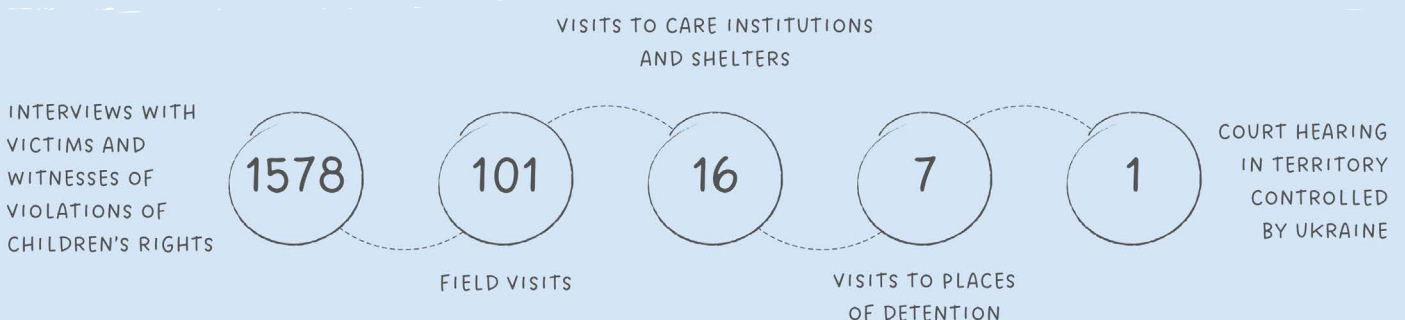 VISITS TO CARE INSTITUTIONS
AND SHELTERS
INTERVIEWS WITH
VICTIMS AND
WITNESSES OF
VIOLATIONS OF
CHILDREN'S RIGHTS
1578
101
16
7
1
COURT HEARING
IN TERRITORY
CONTROLLED
BY UKRAINE
FIELD VISITS
VISITS TO PLACES
OF DETENTION